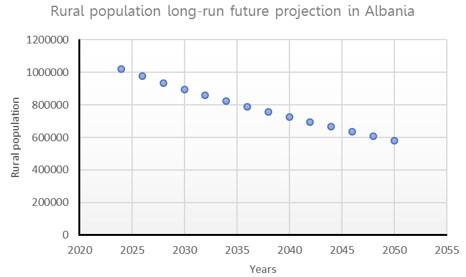 Rural population long-run future projection in Albania
1200000
1000000
800000
600000
400000
200000
0
Rural population
2020 2025 2030 2035 2040 2045 2050 2055
Years